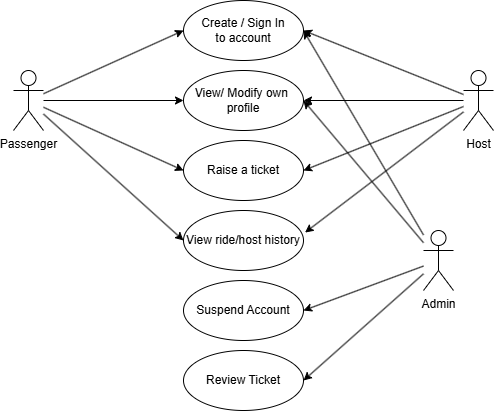 Create / Sign In
to account
View/ Modify own
profile
Passenger
Host
Raise a ticket
View ride/host history
Admin
Suspend Account
Review Ticket